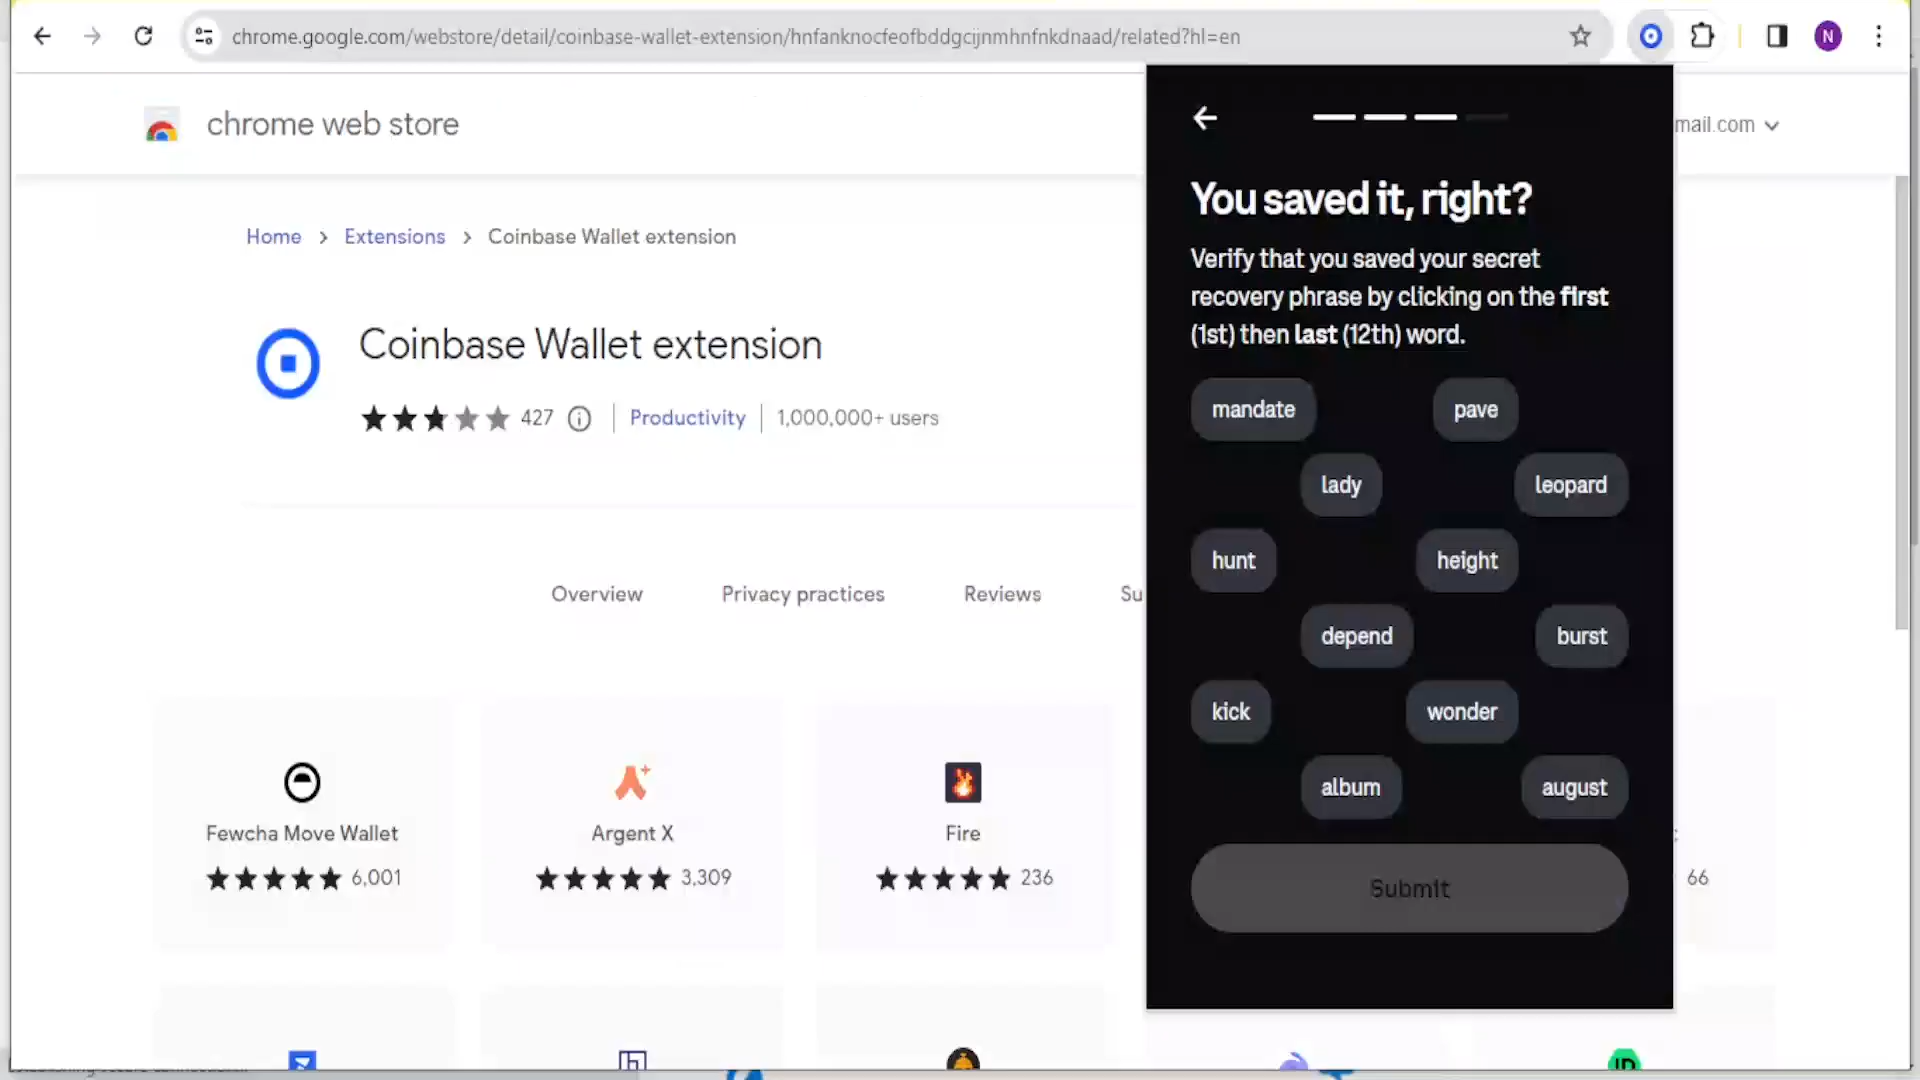 chrome.google.com/webstore/detail/coinbase-wallet-extension/hnfanknocfeofbddgcijnmhnfnkdnaad/related?hl=en
N
chrome web store
mail.com
Home > Extensions > Coinbase Wallet extension
Coinbase Wallet extension
427
Productivity
1,000,000+ users
Overview
Privacy practices
Reviews
Su
Fewcha Move Wallet
6,001
Argent X
3,309
Fire
236
66
You saved it, right?
Verify that you saved your secret
recovery phrase by clicking on the first
(1st) then last (12th) word.
mandate
pave
lady
leopard
hunt
height
depend
burst
kick
wonder
album
august
Submit